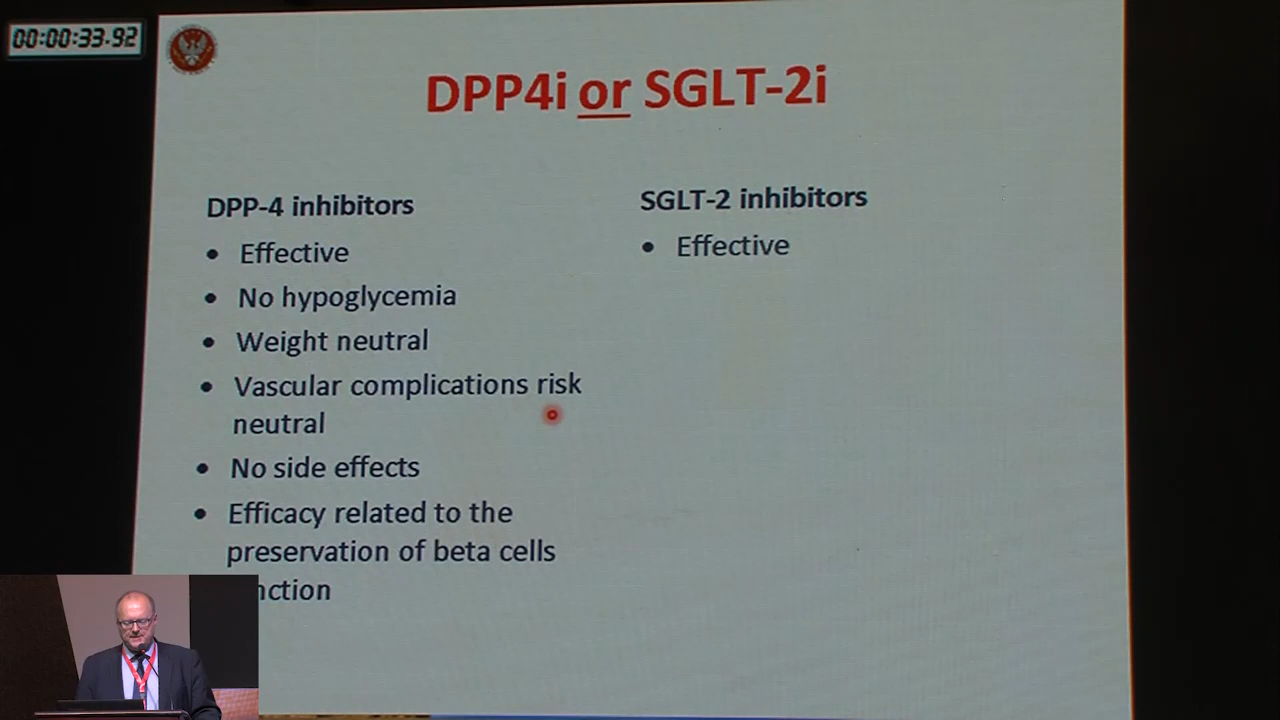 00:00:33.92
DPP4i or SGLT-2i
DPP-4 inhibitors
• Effective
• No hypoglycemia
• Weight neutral
• Vascular complications risk
neutral
• No side effects
• Efficacy related to the
preservation of beta cells
nction
SGLT-2 inhibitors
• Effective